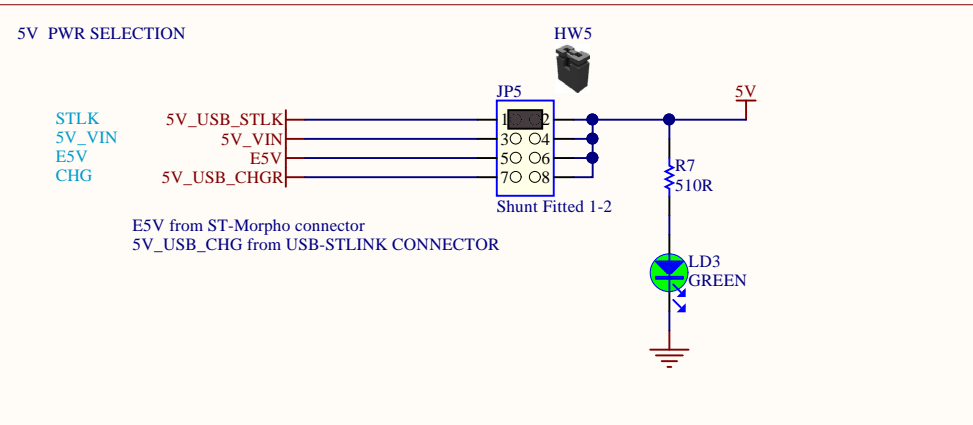 5V  PWR SELECTION
HW5
JP5
5V
STLK
5V_USB_STLK
1 2
5V_VIN
5V_VIN
3 4
E5V
E5V
5 6
CHG
5V_USB_CHGR
7 8
R7
510R
Shunt Fitted 1-2
E5V from ST-Morpho connector
5V_USB_CHG from USB-STLINK CONNECTOR
LD3
GREEN